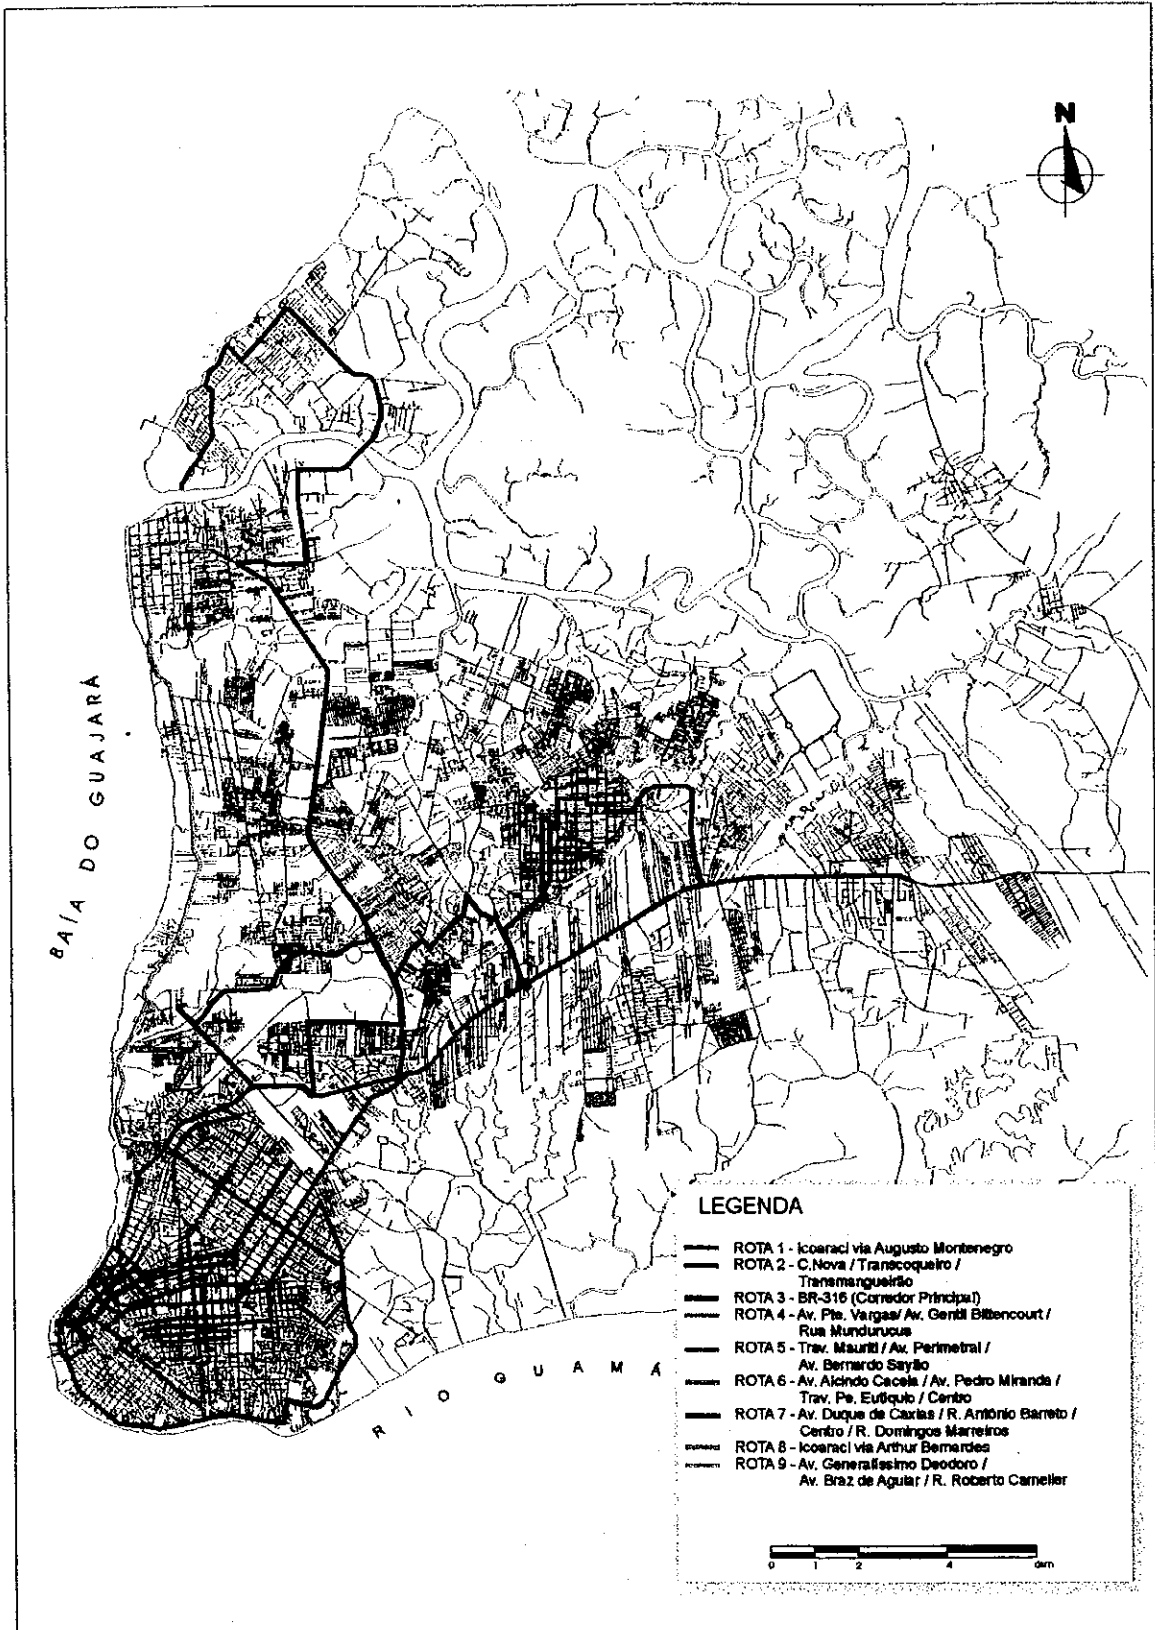 N
BAÍA DO GUAJARÁ
RIO GUAMÁ
LEGENDA
ROTA 1 - Icoaraci via Augusto Montenegro
ROTA 2 - C.Nova / Transcoqueiro /
Transmangueirão
ROTA 3 - BR-316 (Corredor Principal)
ROTA 4 - Av. Pte. Vargas/ Av. Gentil Bittencourt /
Rua Mundurucus
ROTA 5 - Trav. Mauriti / Av. Perimetral /
Av. Bernardo Sayão
ROTA 6 - Av. Alcindo Cacela / Av. Pedro Miranda /
Trav. Pe. Eutiquio / Centro
ROTA 7 - Av. Duque de Caxias / R. Antônio Barreto /
Centro / R. Domingos Marreiros
ROTA 8 - Icoaraci via Arthur Bernardes
ROTA 9 - Av. Generalíssimo Deodoro /
Av. Braz de Aguiar / R. Roberto Camelier
0 1 2 4 6km